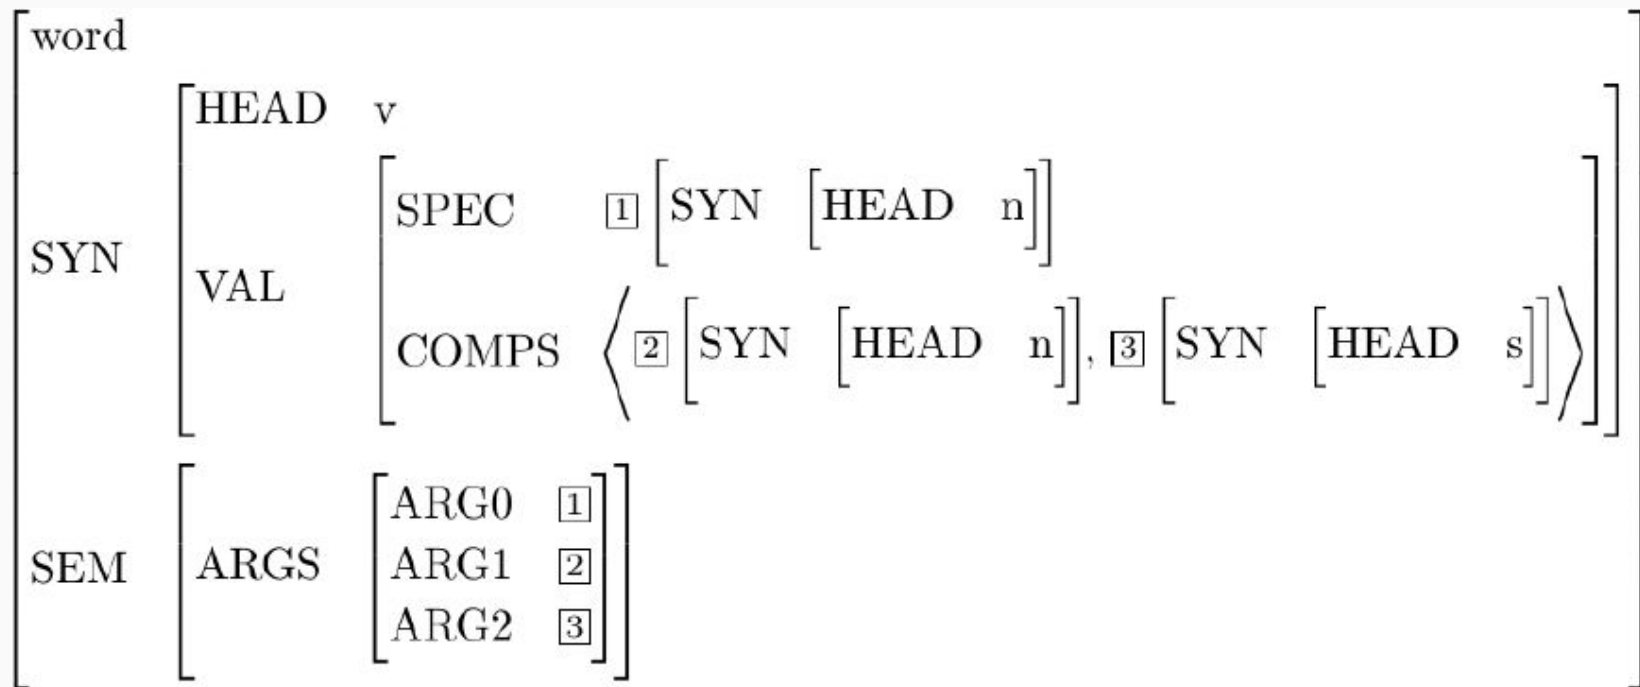 word
HEAD v
SPEC 1 [SYN [HEAD n]]
SYN
VAL
COMPS ⟨ 2 [SYN [HEAD n]], 3 [SYN [HEAD s]] ⟩
ARG0 1
SEM ARGS ARG1 2
ARG2 3